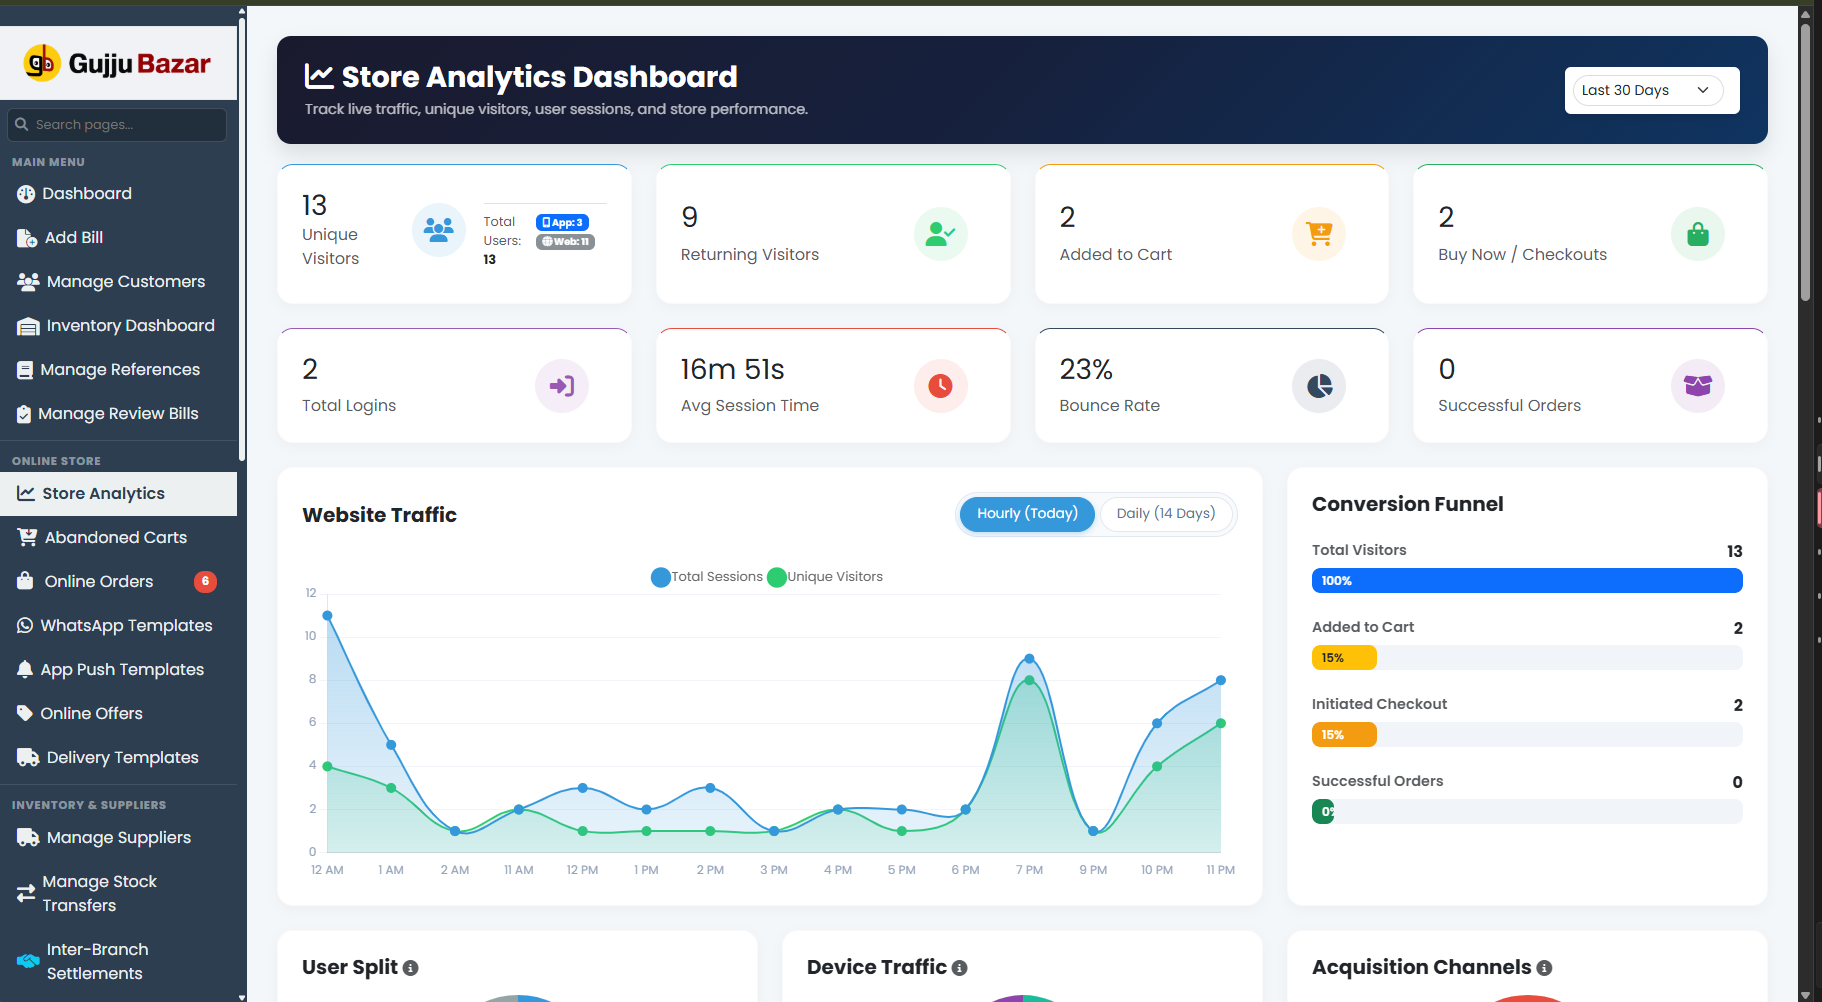 Gujju Bazar
Search pages...
MAIN MENU
Dashboard
Add Bill
Manage Customers
Inventory Dashboard
Manage References
Manage Review Bills
ONLINE STORE
Store Analytics
Abandoned Carts
Online Orders 6
WhatsApp Templates
App Push Templates
Online Offers
Delivery Templates
INVENTORY & SUPPLIERS
Manage Suppliers
Manage Stock
Transfers
Inter-Branch
Settlements
Store Analytics Dashboard
Track live traffic, unique visitors, user sessions, and store performance.
Last 30 Days
13
Unique
Visitors
Total
Users:
13
App: 3
Web: 11
9
Returning Visitors
2
Added to Cart
2
Buy Now / Checkouts
2
Total Logins
16m 51s
Avg Session Time
23%
Bounce Rate
0
Successful Orders
Website Traffic
Hourly (Today) Daily (14 Days)
Total Sessions Unique Visitors
12
10
8
6
4
2
0
12 AM 1 AM 2 AM 11 AM 12 PM 1 PM 2 PM 3 PM 4 PM 5 PM 6 PM 7 PM 9 PM 10 PM 11 PM
Conversion Funnel
Total Visitors 13
100%
Added to Cart 2
15%
Initiated Checkout 2
15%
Successful Orders 0
0%
User Split
Device Traffic
Acquisition Channels